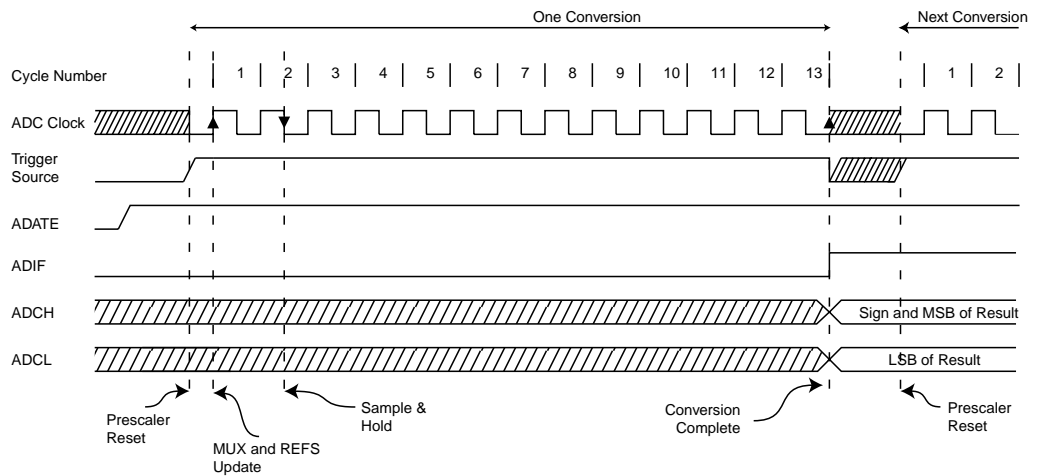 One Conversion
Next Conversion
Cycle Number
1 2 3 4 5 6 7 8 9 10 11 12 13 1 2
ADC Clock
Trigger
Source
ADATE
ADIF
ADCH
Sign and MSB of Result
ADCL
LSB of Result
Prescaler
Reset
MUX and REFS
Update
Sample &
Hold
Conversion
Complete
Prescaler
Reset